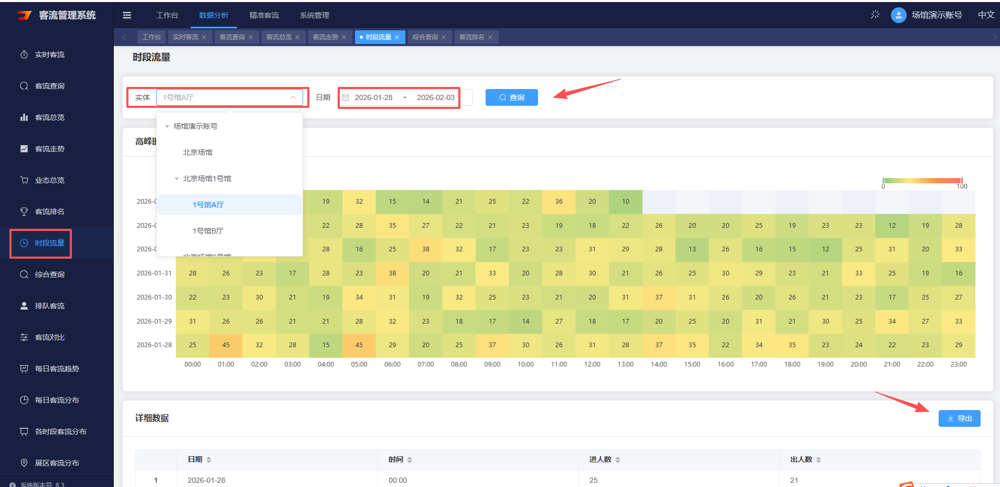 客流管理系统
工作台 数据分析 精准客流 系统管理
场馆演示账号 中文
工作台 实时客流 客流查询 客流总览 客流走势 时段流量 综合查询 客流排名
实时客流
客流查询
客流总览
客流走势
业态总览
客流排名
时段流量
综合查询
排队客流
客流对比
每日客流趋势
每日客流分布
各时段客流分布
展区客流分布
系统版本号: 8.3
时段流量
实体 1号馆A厅 日期 2026-01-28 ~ 2026-02-03 查询
场馆演示账号
北京场馆
北京场馆1号馆
1号馆A厅
1号馆B厅
高峰
0 100
2026-0 19 32 15 14 21 25 22 36 20 10
2026-0 22 28 35 27 22 21 23 19 18 22 26 20 20 25 19 23 23 12 19 28
2026-0 28 16 25 38 32 17 23 23 31 29 28 13 26 16 15 12 25 31 20 33
2026-01-31 28 26 23 17 28 23 38 20 21 33 20 28 30 21 26 25 30 29 23 21 33 25 19 16
2026-01-30 22 23 30 21 19 34 31 19 32 25 23 21 20 31 37 31 26 20 26 21 23 17 25 27
2026-01-29 31 26 26 21 21 28 32 23 18 17 14 27 18 17 20 25 20 31 21 30 25 34 27 33
2026-01-28 25 45 32 28 15 45 29 20 25 37 30 26 31 28 37 35 22 34 35 23 24 22 23 29
00:00 01:00 02:00 03:00 04:00 05:00 06:00 07:00 08:00 09:00 10:00 11:00 12:00 13:00 14:00 15:00 16:00 17:00 18:00 19:00 20:00 21:00 22:00 23:00
详细数据 导出
日期 时间 进人数 出人数
1 2026-01-28 00:00 25 21